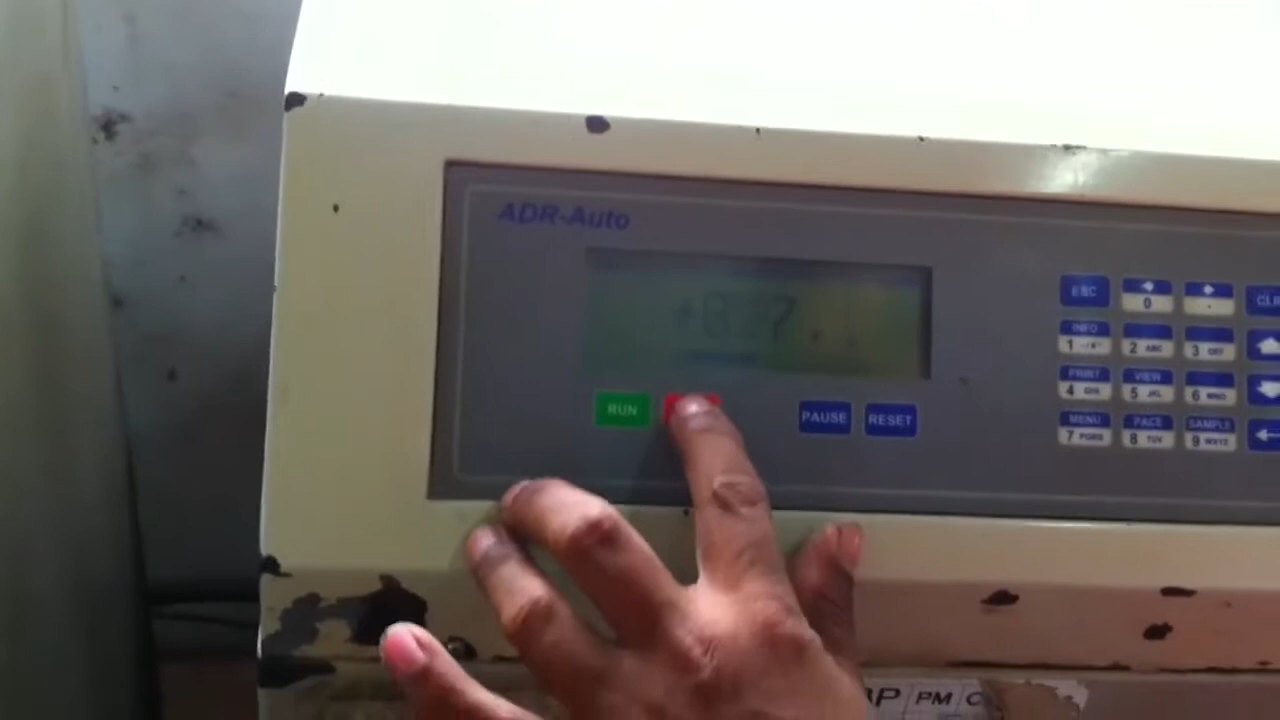 ADR-Auto
ESC 0 .
INFO
1 2 ABC 3 DEF
PRINT VIEW
4 GHI 5 JKL 6 MNO
MENU PACE SAMPLE
7 PQRS 8 TUV 9 WXYZ
RUN PAUSE RESET
PM